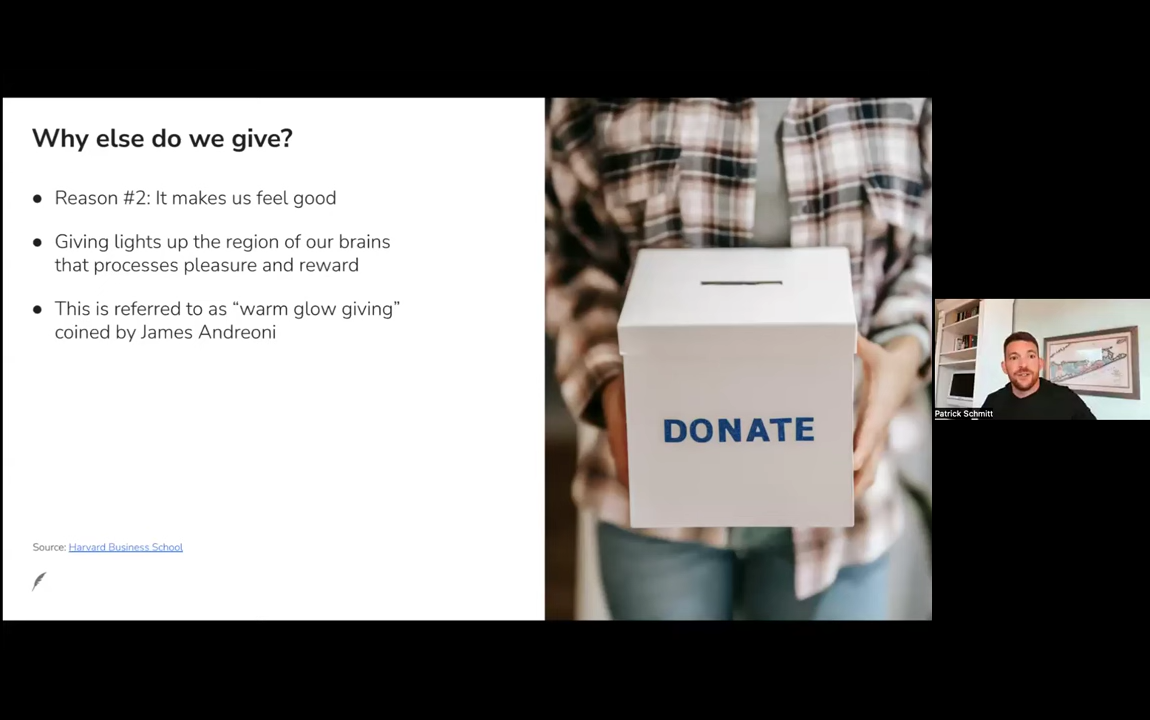 Why else do we give?
● Reason #2: It makes us feel good
● Giving lights up the region of our brains
that processes pleasure and reward
● This is referred to as “warm glow giving”
coined by James Andreoni
Source: Harvard Business School
DONATE
Patrick Schmitt